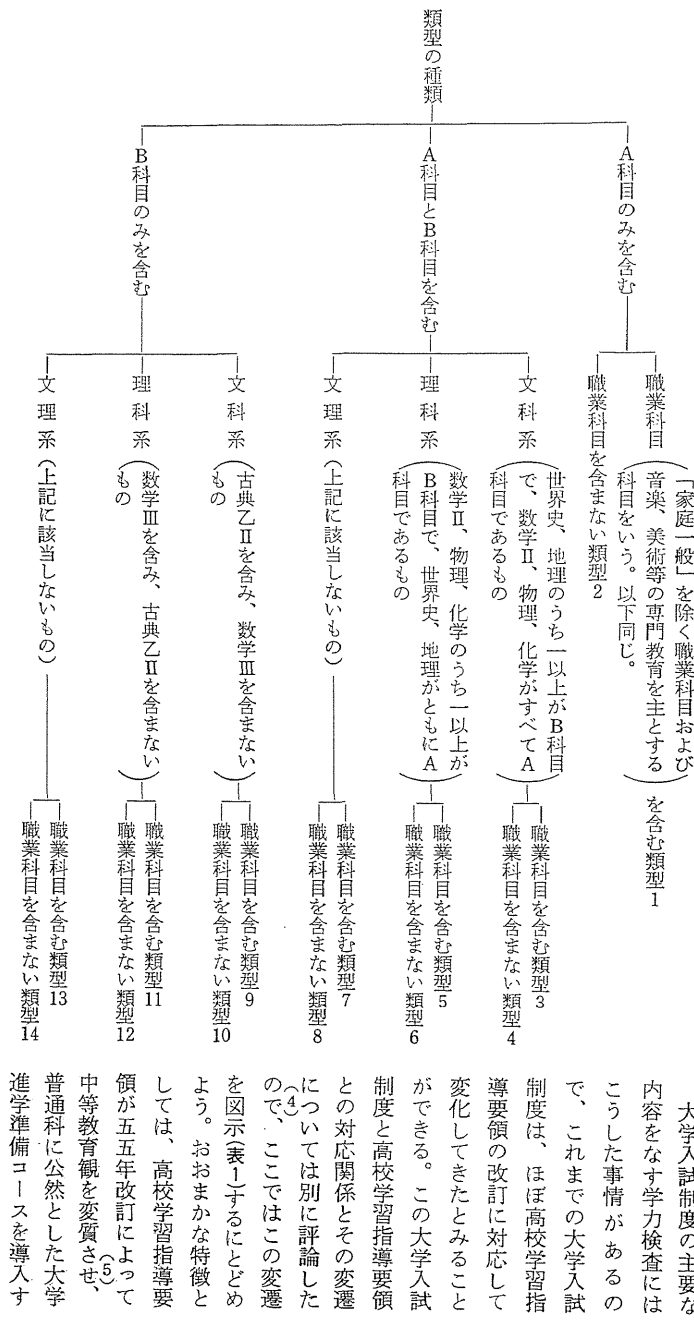 類型の種類
A科目のみを含む
職業科目(「家庭一般」を除く職業科目および
音楽、美術等の専門教育を主とする
科目をいう。以下同じ。)を含む類型1
職業科目を含まない類型2
A科目とB科目を含む
文科系(世界史、地理のうち一以上がB科目
で、数学Ⅱ、物理、化学がすべてA
科目であるもの)
職業科目を含む類型3
職業科目を含まない類型4
理科系(数学Ⅱ、物理、化学のうち一以上が
B科目で、世界史、地理がともにA
科目であるもの)
職業科目を含む類型5
職業科目を含まない類型6
文理系(上記に該当しないもの)
職業科目を含む類型7
職業科目を含まない類型8
B科目のみを含む
文科系(古典乙Ⅱを含み、数学Ⅲを含まない
もの)
職業科目を含む類型9
職業科目を含まない類型10
理科系(数学Ⅲを含み、古典乙Ⅱを含まない
もの)
職業科目を含む類型11
職業科目を含まない類型12
文理系(上記に該当しないもの)
職業科目を含む類型13
職業科目を含まない類型14
大学入試制度の主要な
内容をなす学力検査には
こうした事情があるの
で、これまでの大学入試
制度は、ほぼ高校学習指
導要領の改訂に対応して
変化してきたとみること
ができる。この大学入試
制度と高校学習指導要領
との対応関係とその変遷
については別に評論した(4)
ので、ここではこの変遷
を図示(表1)するにとどめ
よう。おおまかな特徴と
しては、高校学習指導要
領が五五年改訂によって
中等教育観を変質させ、(5)
普通科に公然とした大学
進学準備コースを導入す